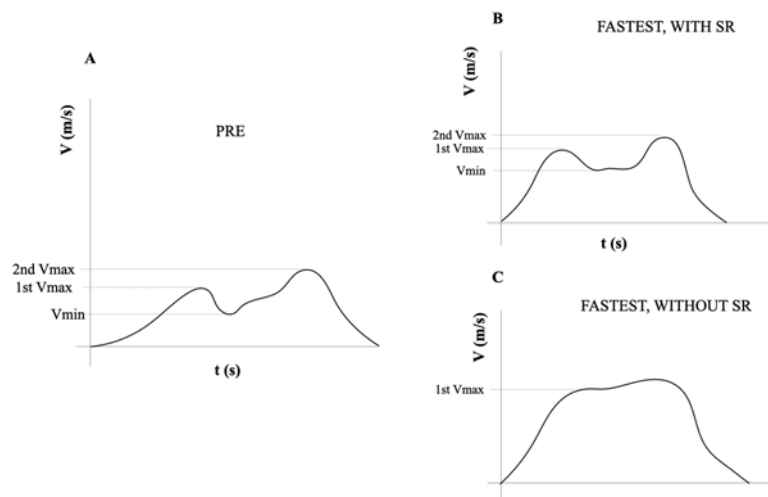 A
V (m/s)
PRE
2nd Vmax
1st Vmax
Vmin
t (s)
B
FASTEST, WITH SR
V (m/s)
2nd Vmax
1st Vmax
Vmin
t (s)
C
FASTEST, WITHOUT SR
V (m/s)
1st Vmax
t (s)